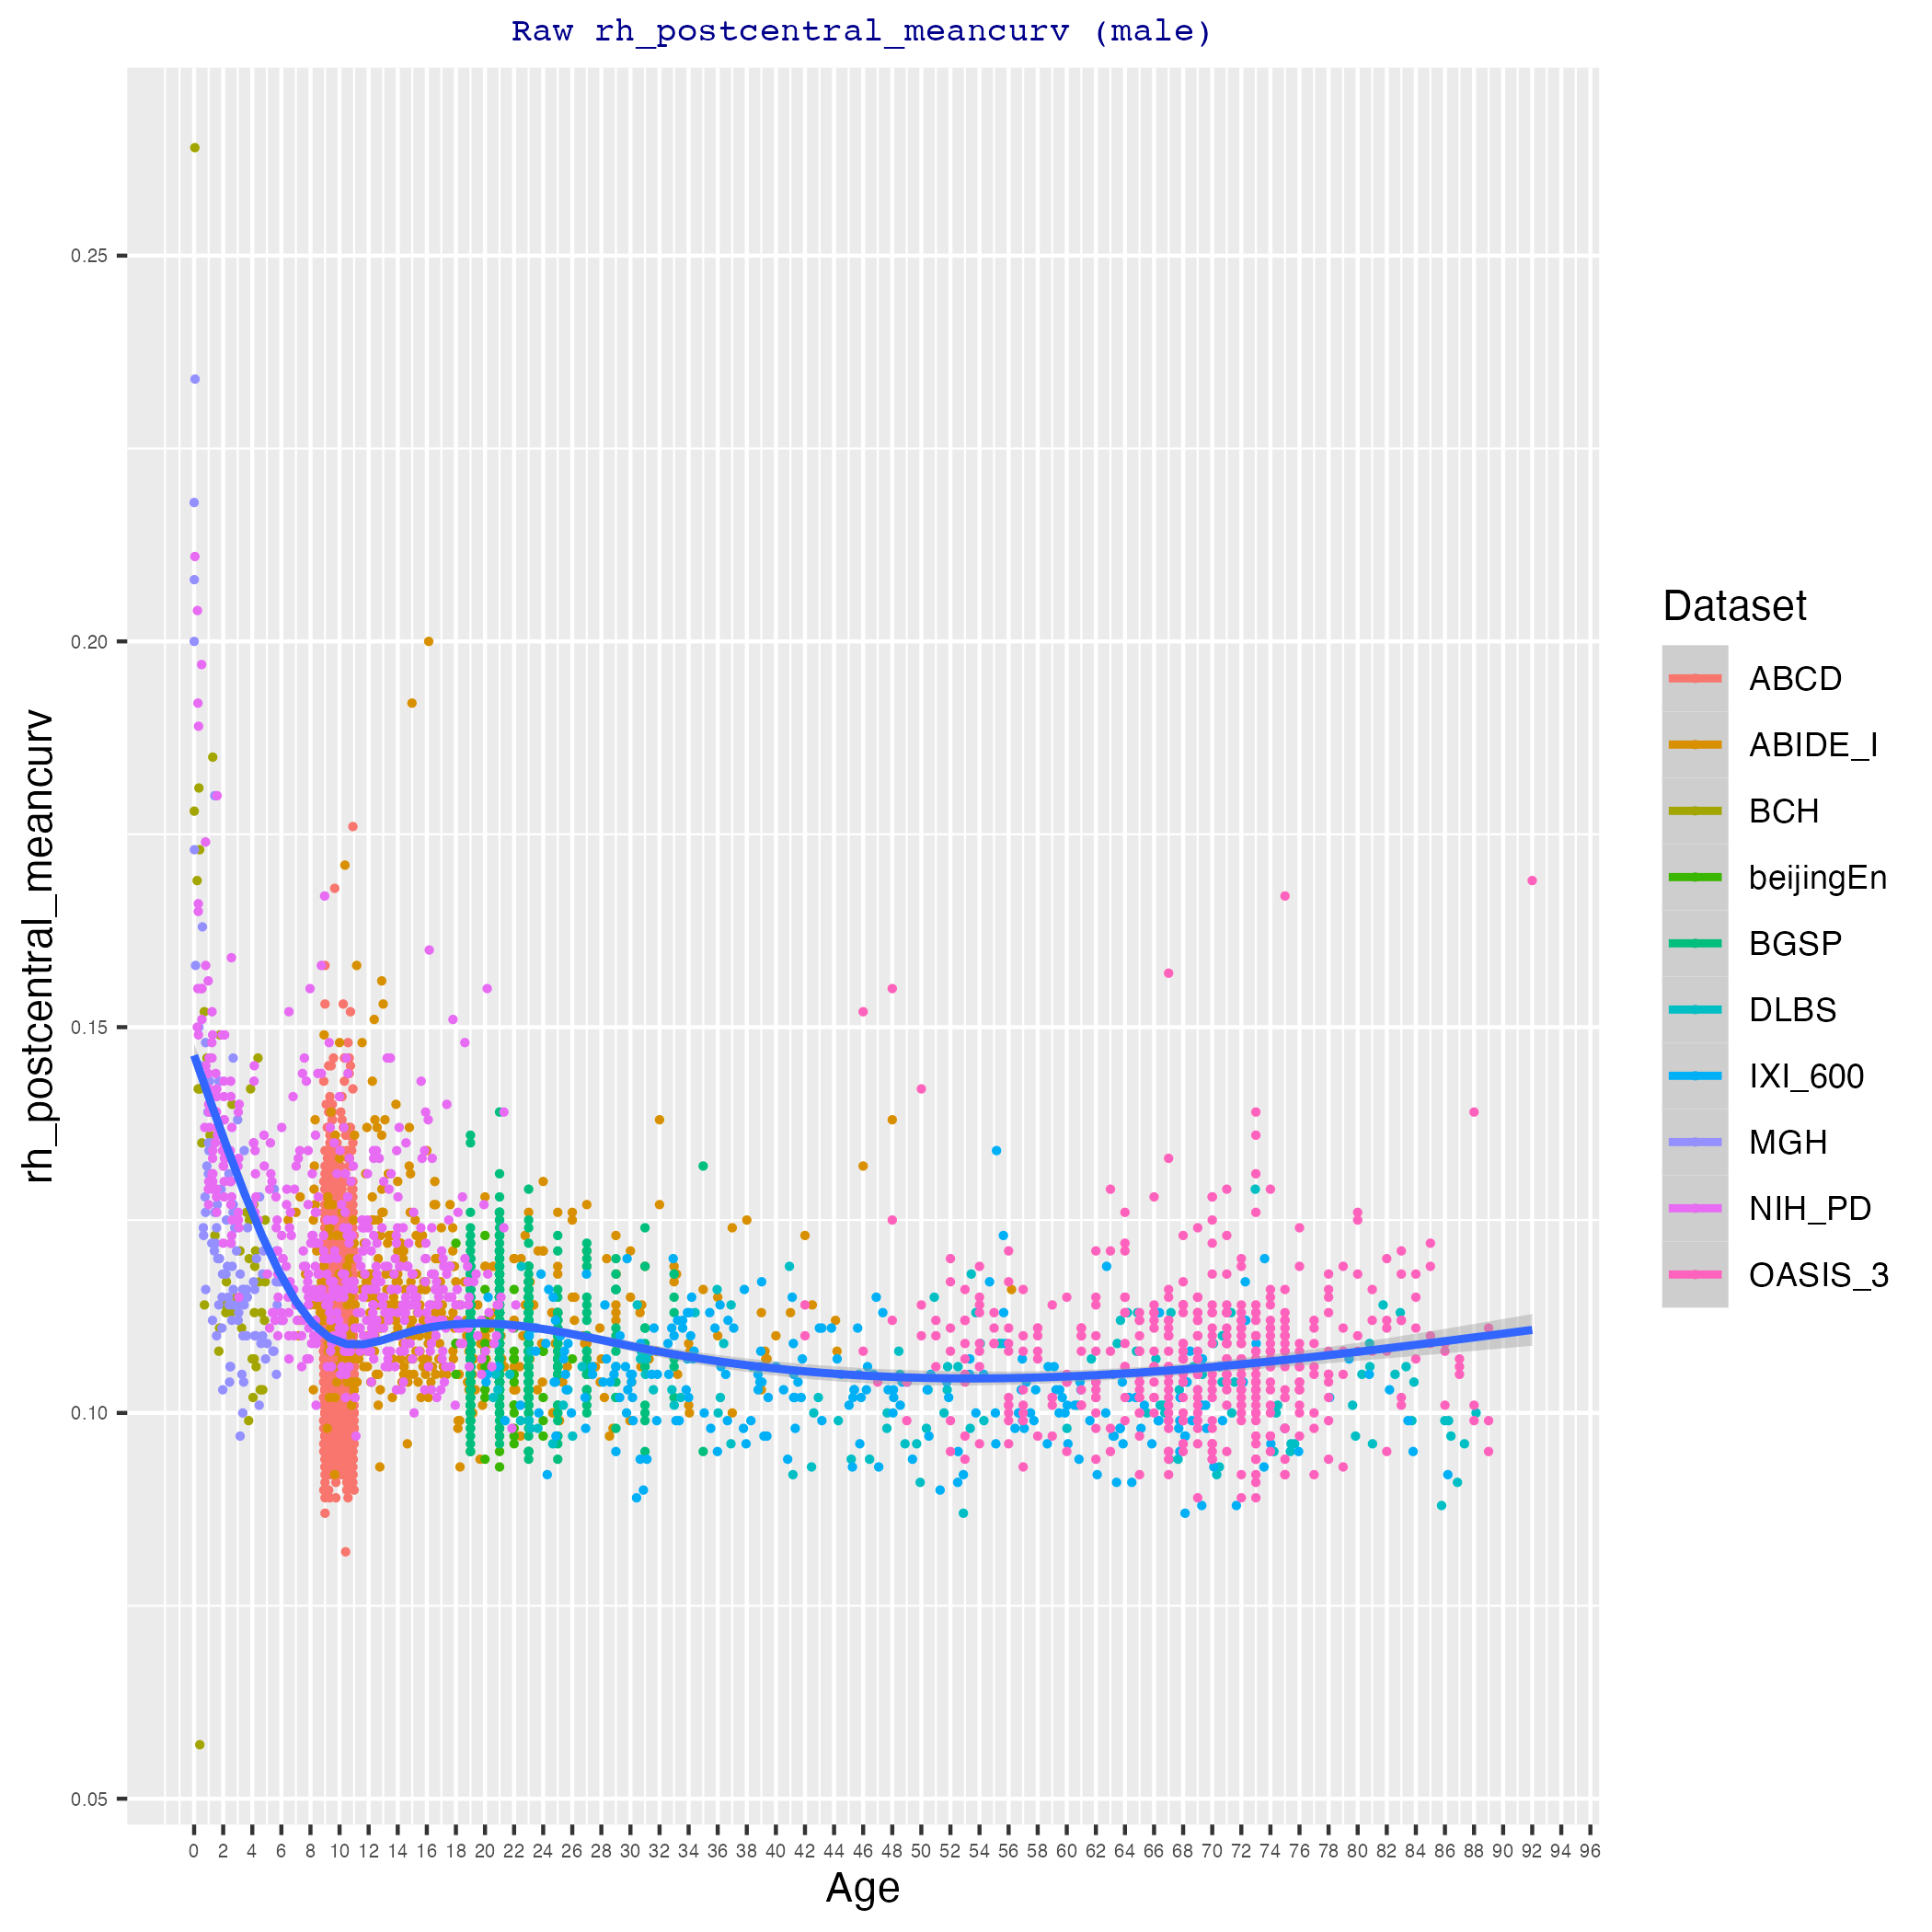 Raw rh_postcentral_meancurv (male)
rh_postcentral_meancurv
0.25
0.20
0.15
0.10
0.05
0 2 4 6 8 10 12 14 16 18 20 22 24 26 28 30 32 34 36 38 40 42 44 46 48 50 52 54 56 58 60 62 64 66 68 70 72 74 76 78 80 82 84 86 88 90 92 94 96
Age
Dataset
ABCD
ABIDE_I
BCH
beijingEn
BGSP
DLBS
IXI_600
MGH
NIH_PD
OASIS_3